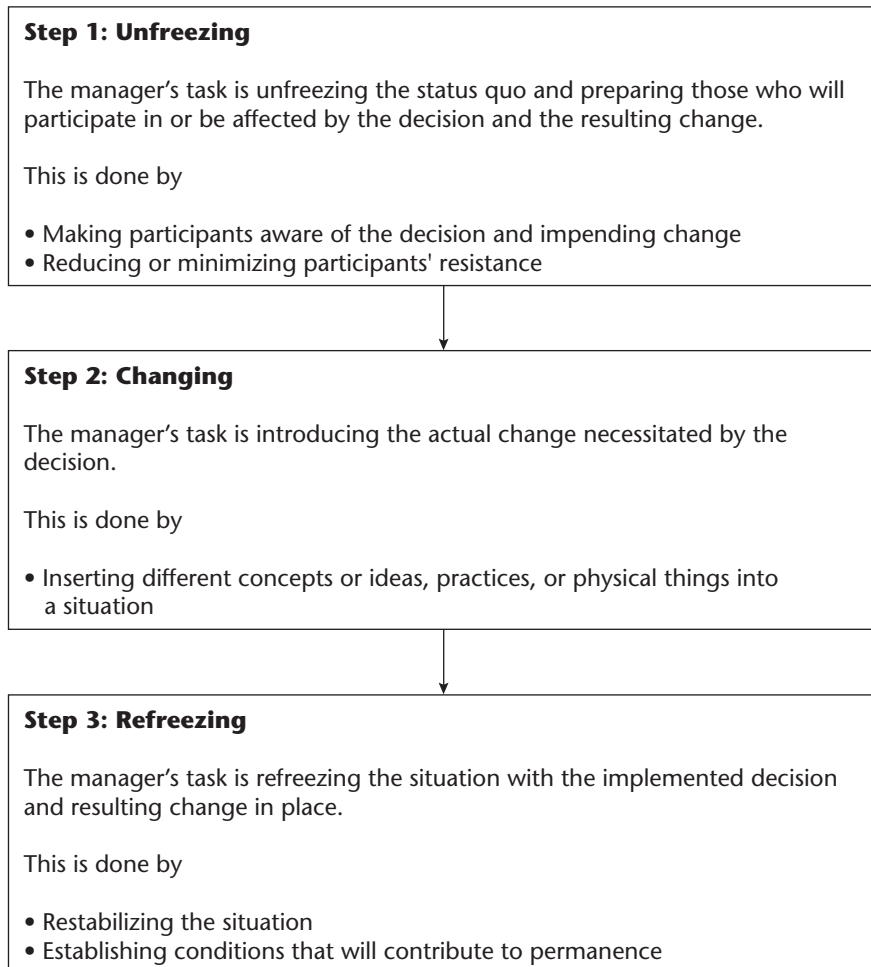 Step 1: Unfreezing
The manager’s task is unfreezing the status quo and preparing those who will
participate in or be affected by the decision and the resulting change.
This is done by
• Making participants aware of the decision and impending change
• Reducing or minimizing participants' resistance
Step 2: Changing
The manager’s task is introducing the actual change necessitated by the
decision.
This is done by
• Inserting different concepts or ideas, practices, or physical things into
a situation
Step 3: Refreezing
The manager’s task is refreezing the situation with the implemented decision
and resulting change in place.
This is done by
• Restabilizing the situation
• Establishing conditions that will contribute to permanence